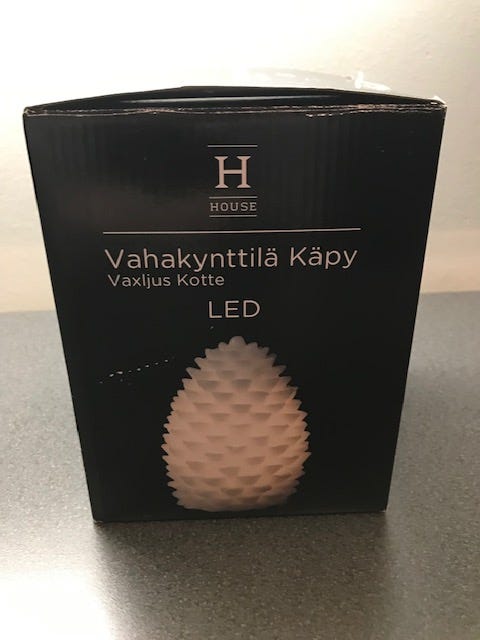 H
HOUSE
Vahakynttilä Käpy
Vaxljus Kotte
LED